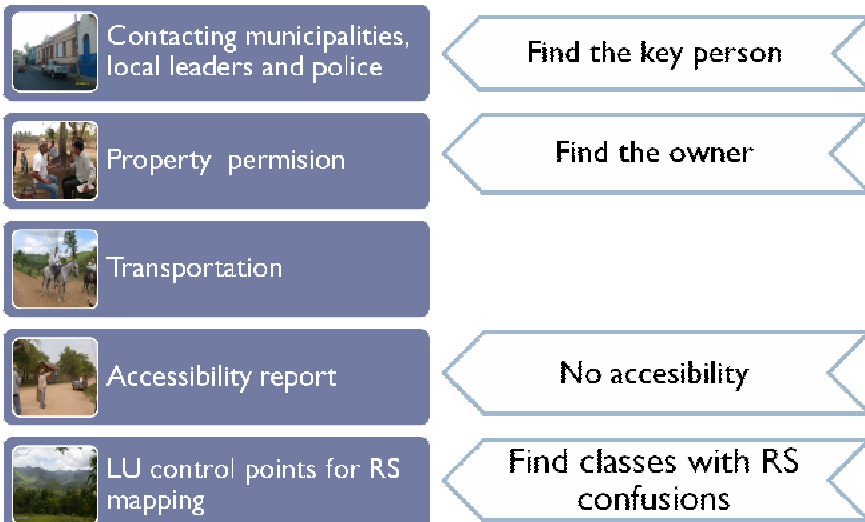 Contacting municipalities,
local leaders and police
Find the key person
Property permision
Find the owner
Transportation
Accessibility report
No accesibility
LU control points for RS
mapping
Find classes with RS
confusions